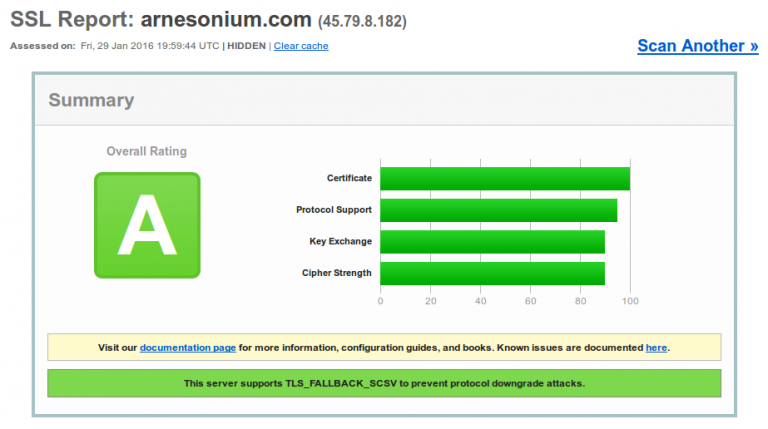 SSL Report: arnesonium.com (45.79.8.182)
Assessed on: Fri, 29 Jan 2016 19:59:44 UTC | HIDDEN | Clear cache
Scan Another »
Summary
Overall Rating
A
Certificate
Protocol Support
Key Exchange
Cipher Strength
0 20 40 60 80 100
Visit our documentation page for more information, configuration guides, and books. Known issues are documented here.
This server supports TLS_FALLBACK_SCSV to prevent protocol downgrade attacks.